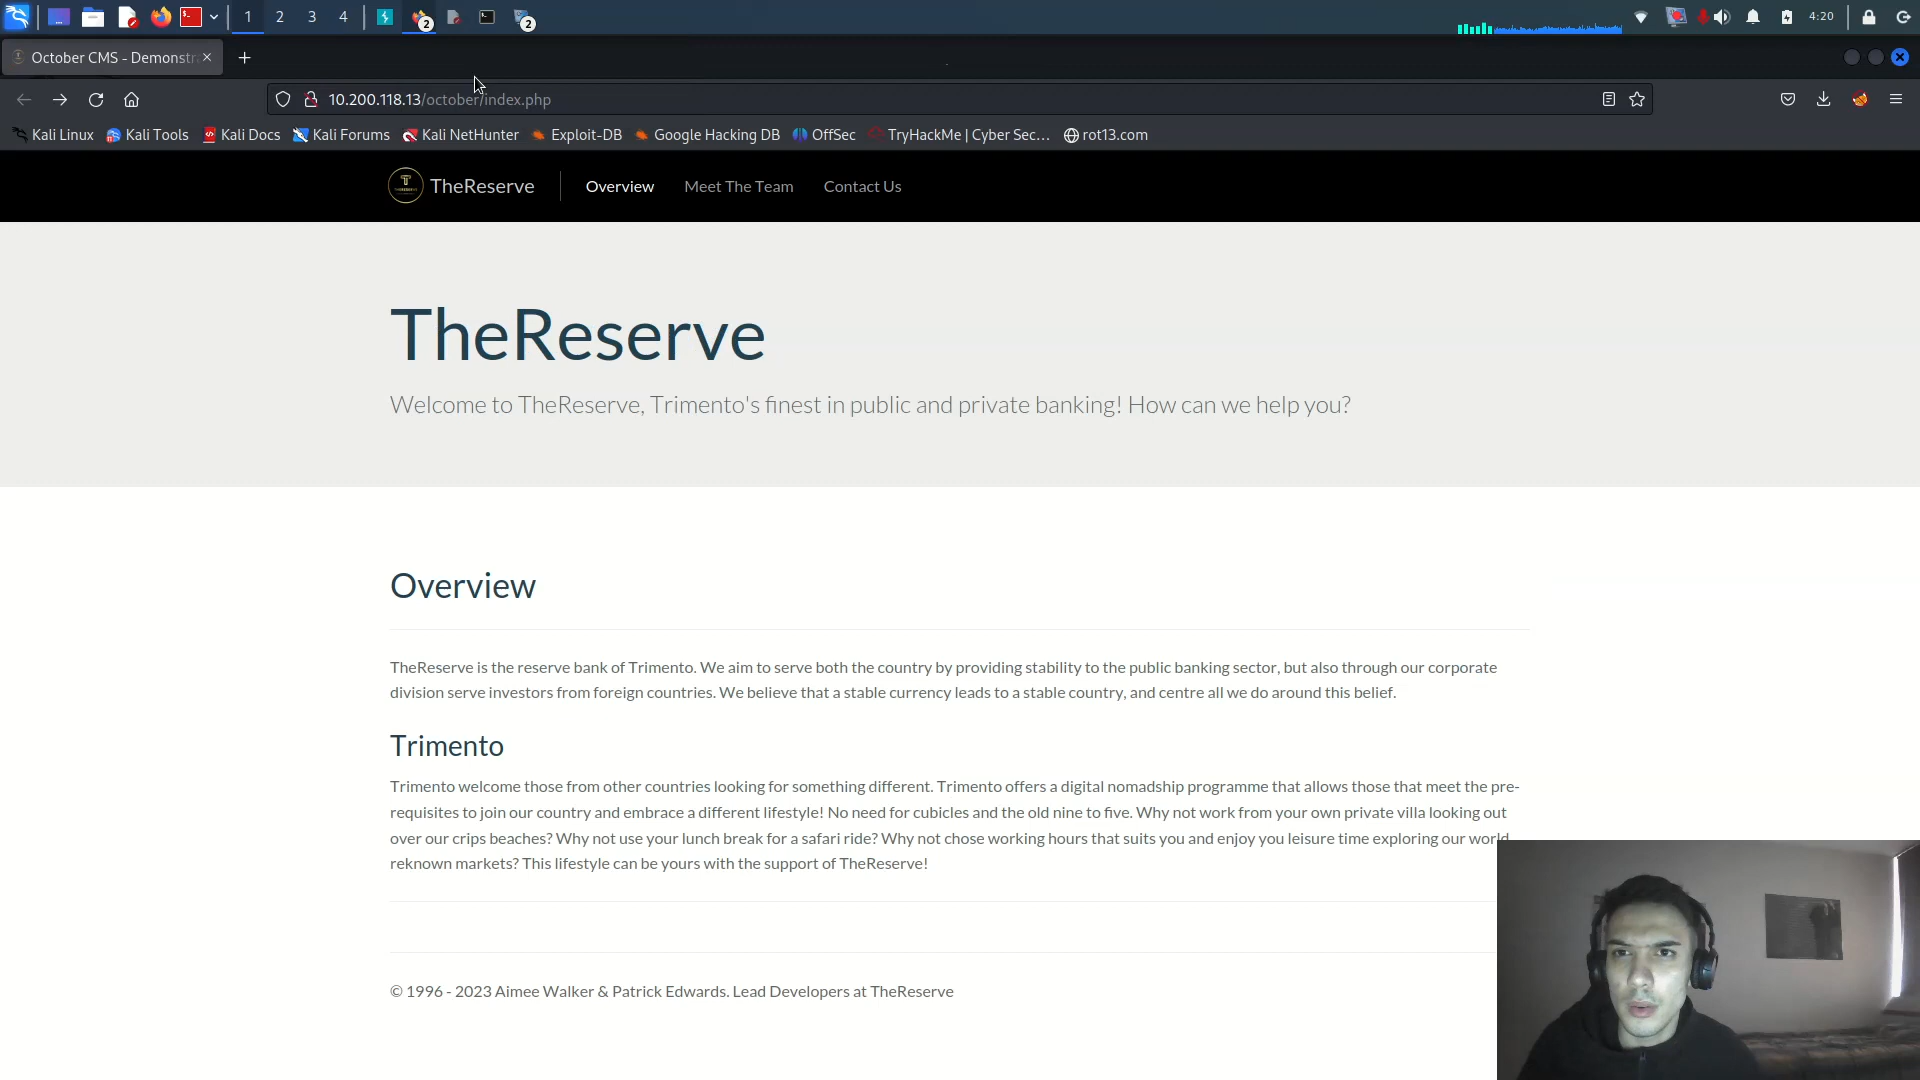 1 2 3 4 2 2 4:20
October CMS - Demonstr
10.200.118.13/october/index.php
Kali Linux Kali Tools Kali Docs Kali Forums Kali NetHunter Exploit-DB Google Hacking DB OffSec TryHackMe | Cyber Sec… rot13.com
TheReserve Overview Meet The Team Contact Us
TheReserve
Welcome to TheReserve, Trimento's finest in public and private banking! How can we help you?
Overview
TheReserve is the reserve bank of Trimento. We aim to serve both the country by providing stability to the public banking sector, but also through our corporate
division serve investors from foreign countries. We believe that a stable currency leads to a stable country, and centre all we do around this belief.
Trimento
Trimento welcome those from other countries looking for something different. Trimento offers a digital nomadship programme that allows those that meet the pre-
requisites to join our country and embrace a different lifestyle! No need for cubicles and the old nine to five. Why not work from your own private villa looking out
over our crips beaches? Why not use your lunch break for a safari ride? Why not chose working hours that suits you and enjoy you leisure time exploring our world
reknown markets? This lifestyle can be yours with the support of TheReserve!
© 1996 - 2023 Aimee Walker & Patrick Edwards. Lead Developers at TheReserve